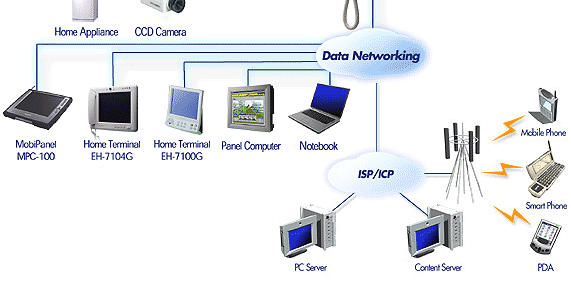 Home Appliance
CCD Camera
Data Networking
MobiPanel
MPC-100
Home Terminal
EH-7104G
Home Terminal
EH-7100G
Panel Computer
Notebook
Mobile Phone
ISP/ICP
Smart Phone
PC Server
Content Server
PDA